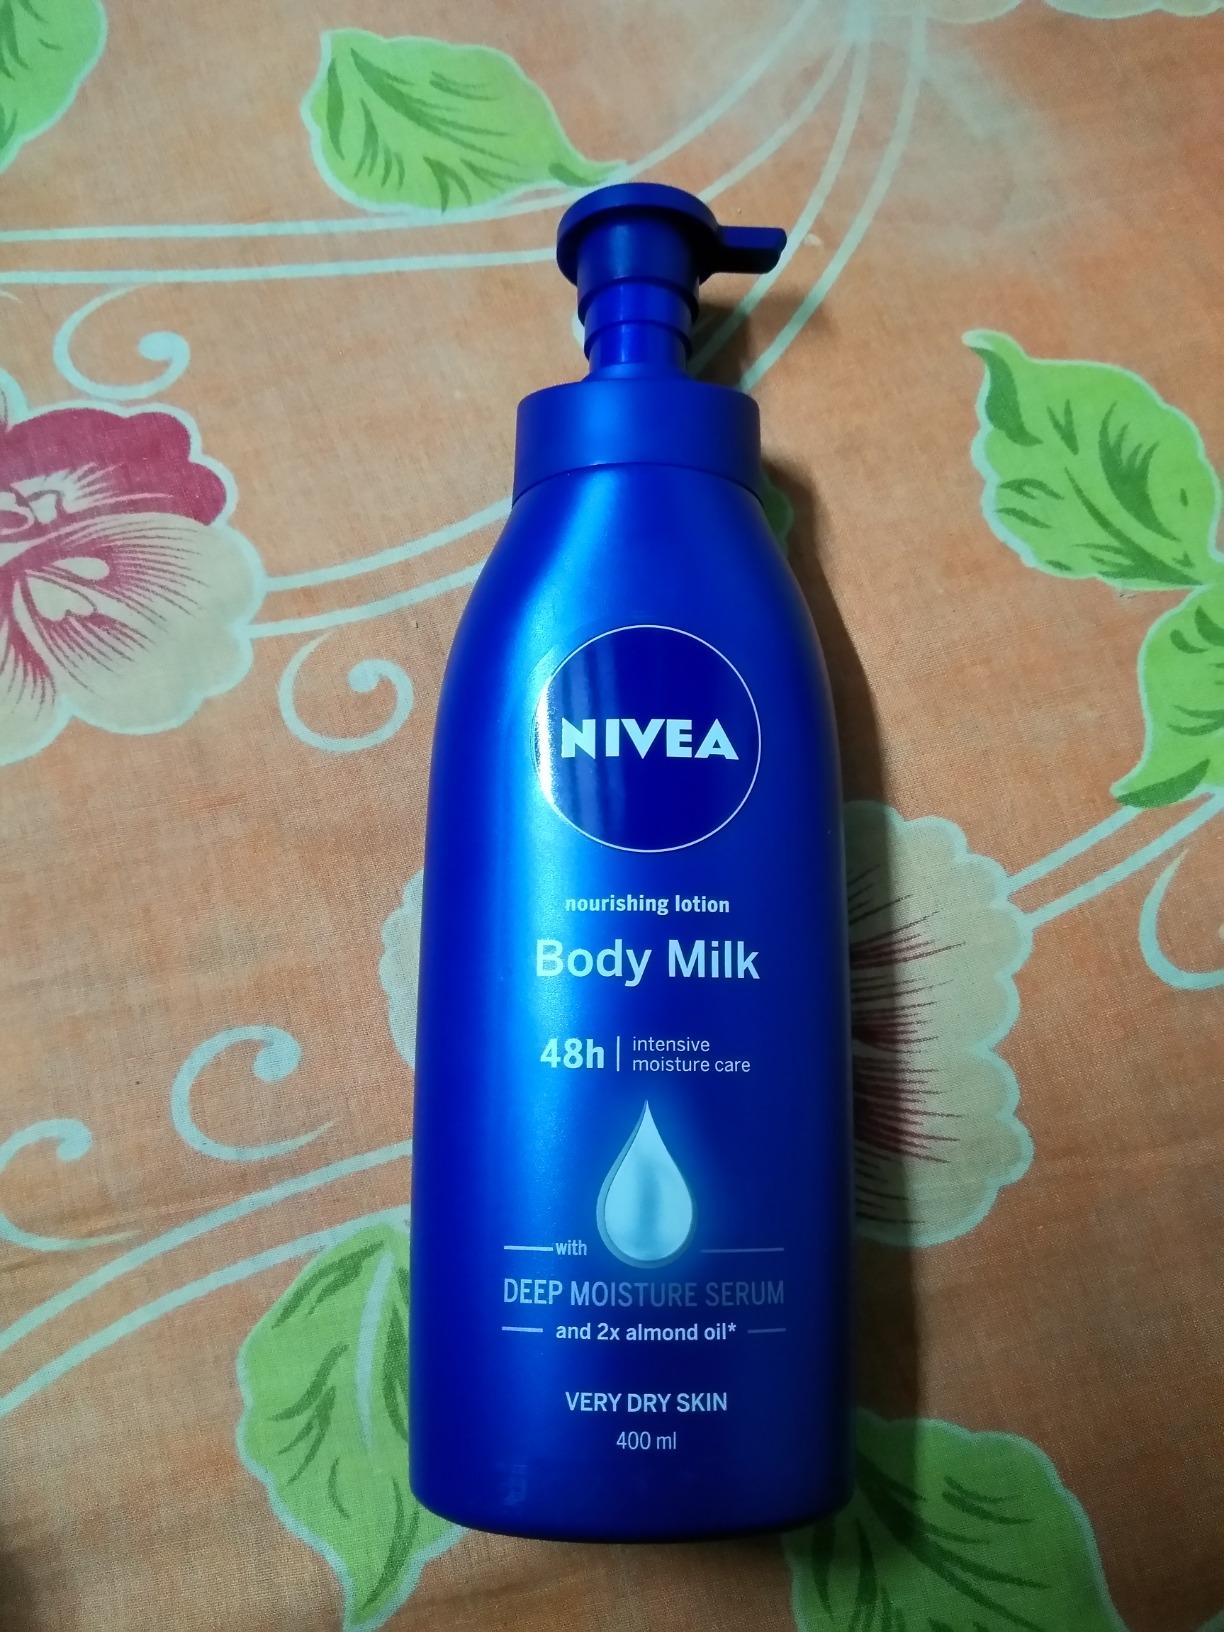 NIVEA
nourishing lotion
Body Milk
48h | intensive
moisture care
with
DEEP MOISTURE SERUM
and 2x almond oil*
VERY DRY SKIN
400 ml